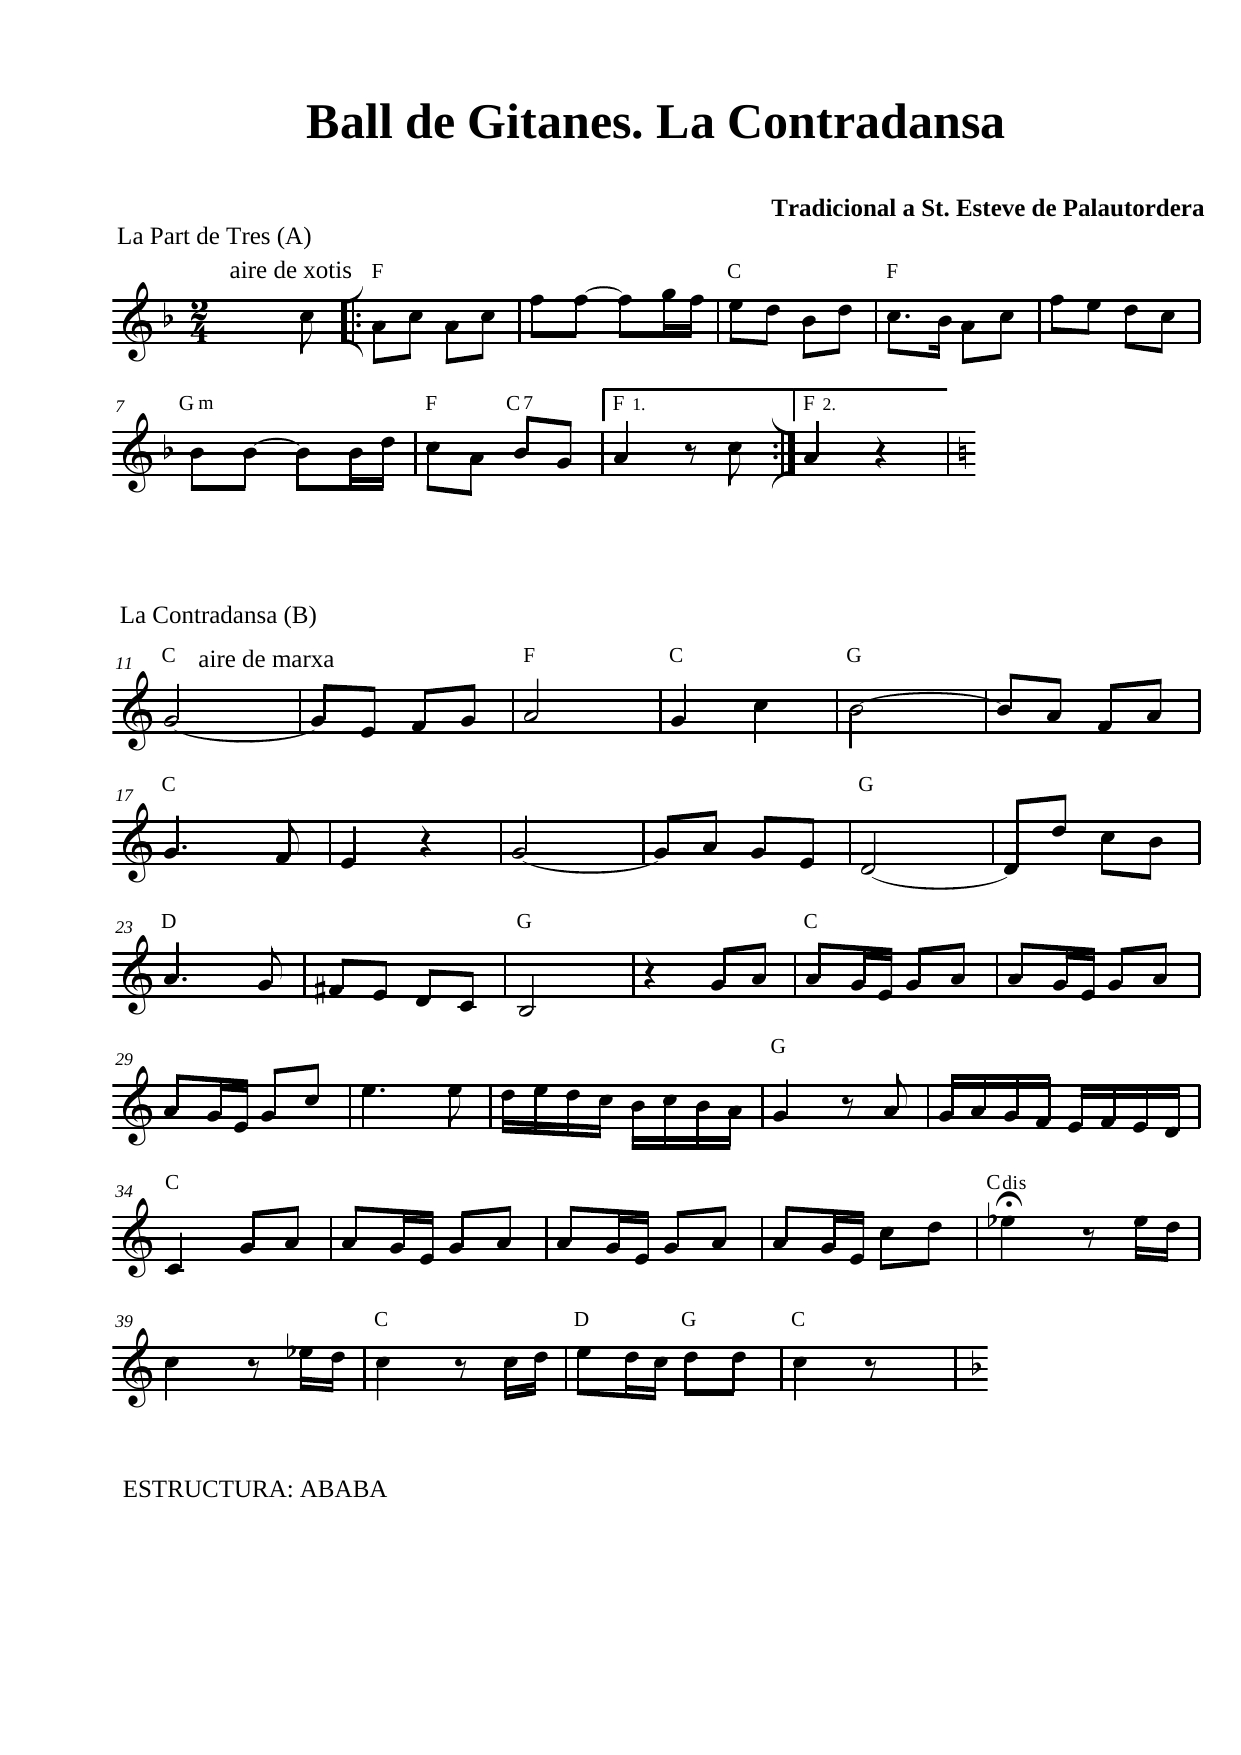 Ball de Gitanes. La Contradansa
Tradicional a St. Esteve de Palautordera
La Part de Tres (A)
aire de xotis F C F
2
4
7 Gm F C7 F 1. F 2.
La Contradansa (B)
11 C aire de marxa F C G
17 C G
23 D G C
29 G
34 C Cdis
39 C D G C
ESTRUCTURA: ABABA